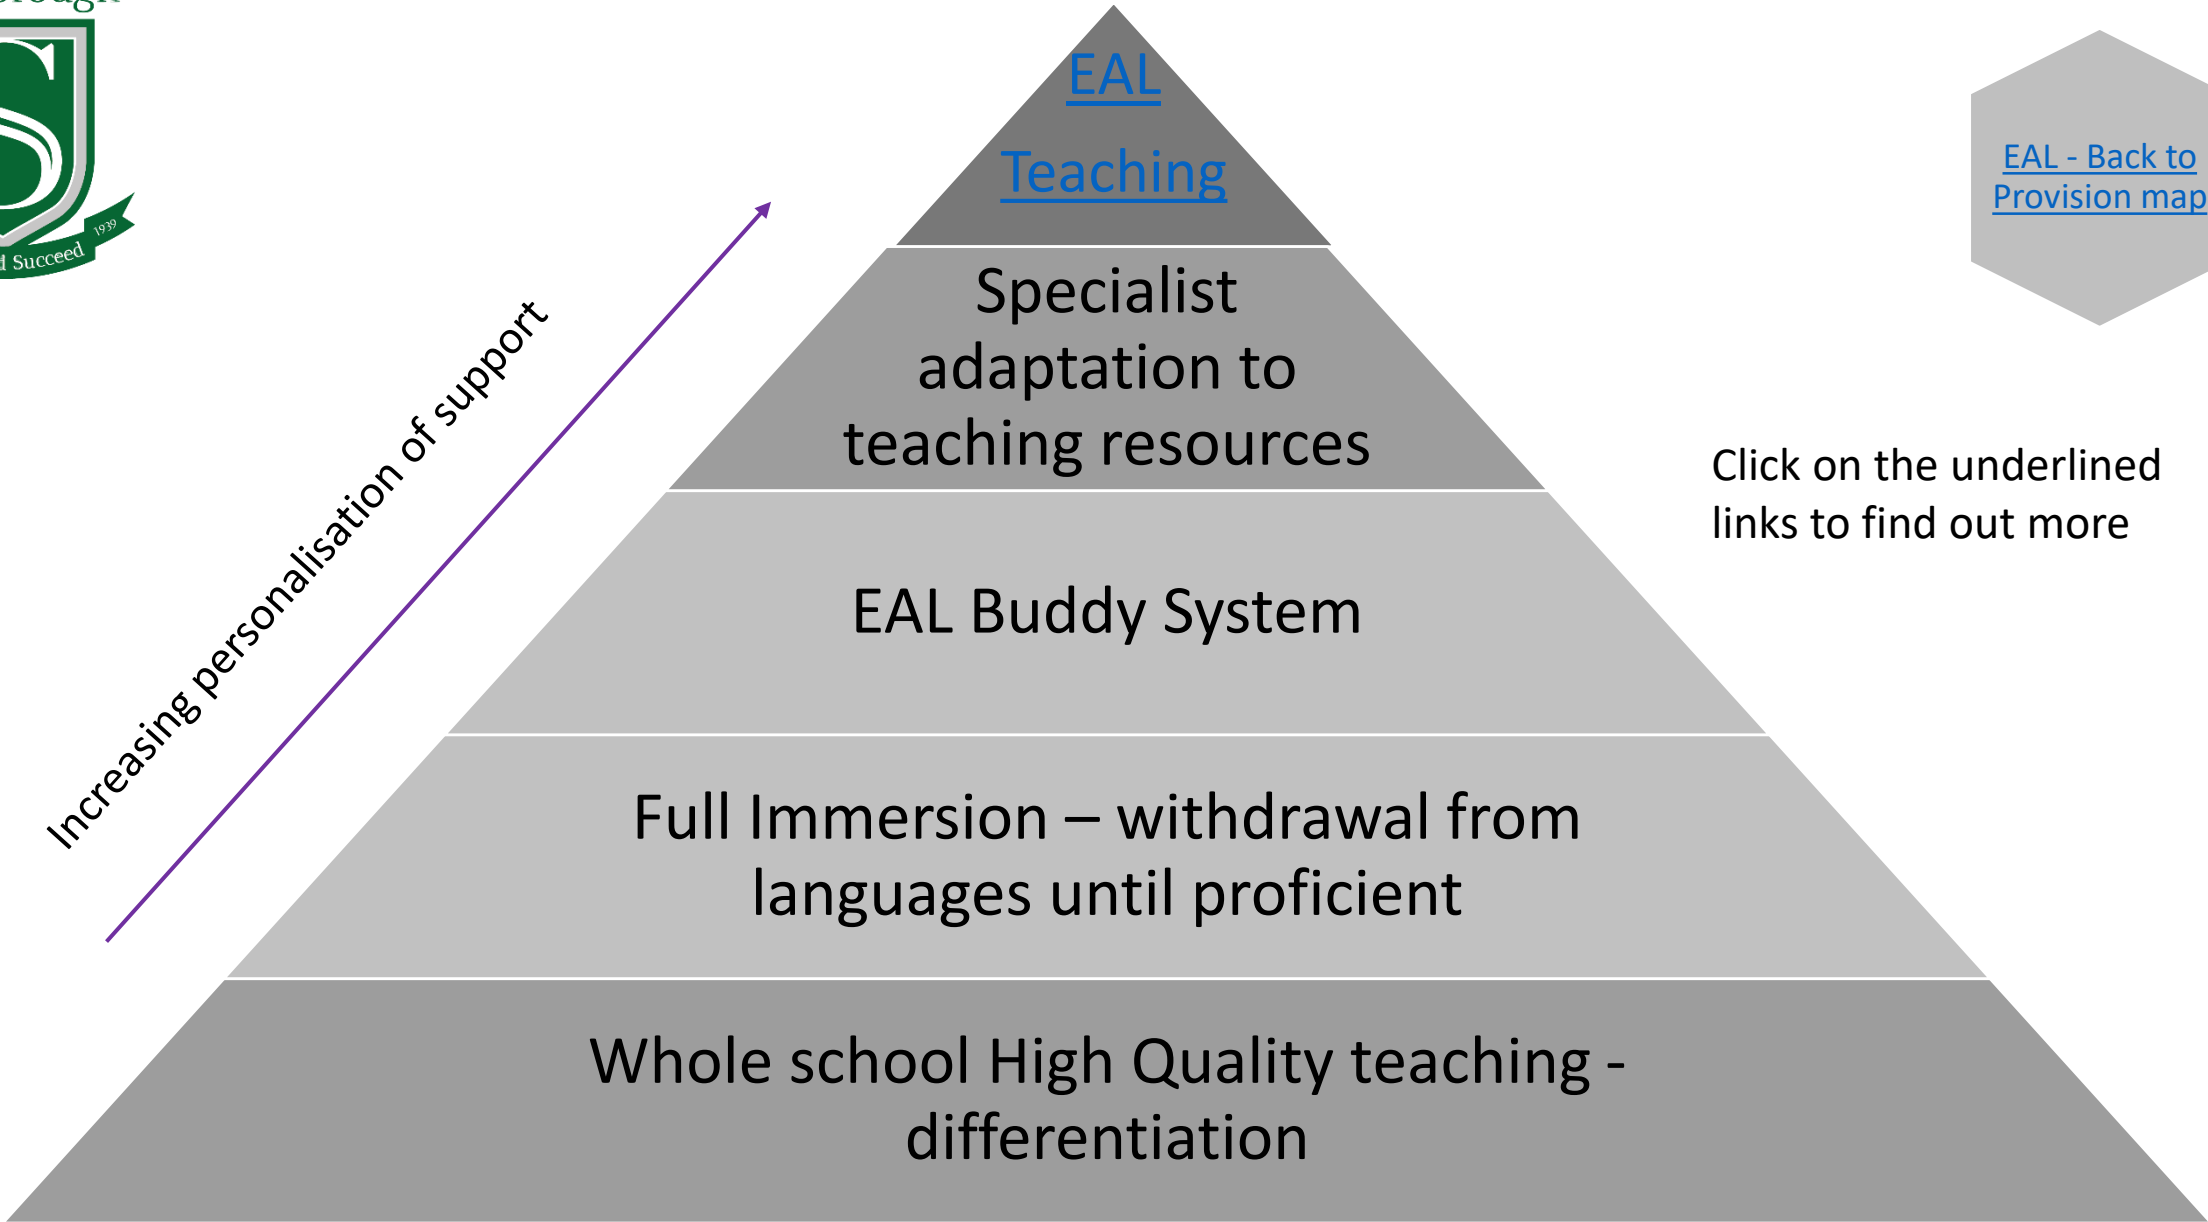 1939
d Succeed
EAL
Teaching
EAL - Back to
Provision map
Specialist
adaptation to
teaching resources
Increasing personalisation of support
Click on the underlined
links to find out more
EAL Buddy System
Full Immersion – withdrawal from
languages until proficient
Whole school High Quality teaching -
differentiation